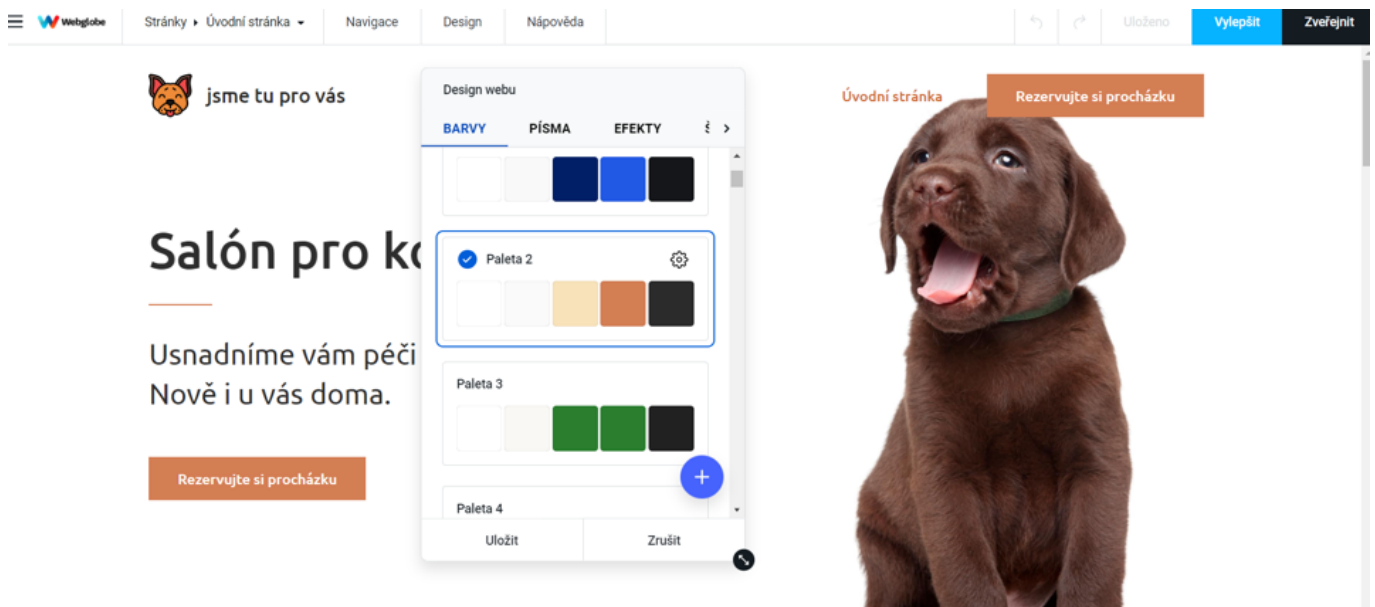 Webglobe
Stránky
Úvodní stránka
Navigace
Design
Nápověda
Uloženo
Vylepšit
Zveřejnit
jsme tu pro vás
Úvodní stránka
Rezervujte si procházku
Salón pro
Usnadníme vám péči
Nově i u vás doma.
Rezervujte si procházku
Design webu
BARVY
PÍSMA
EFEKTY
Paleta 2
Paleta 3
Paleta 4
Uložit
Zrušit